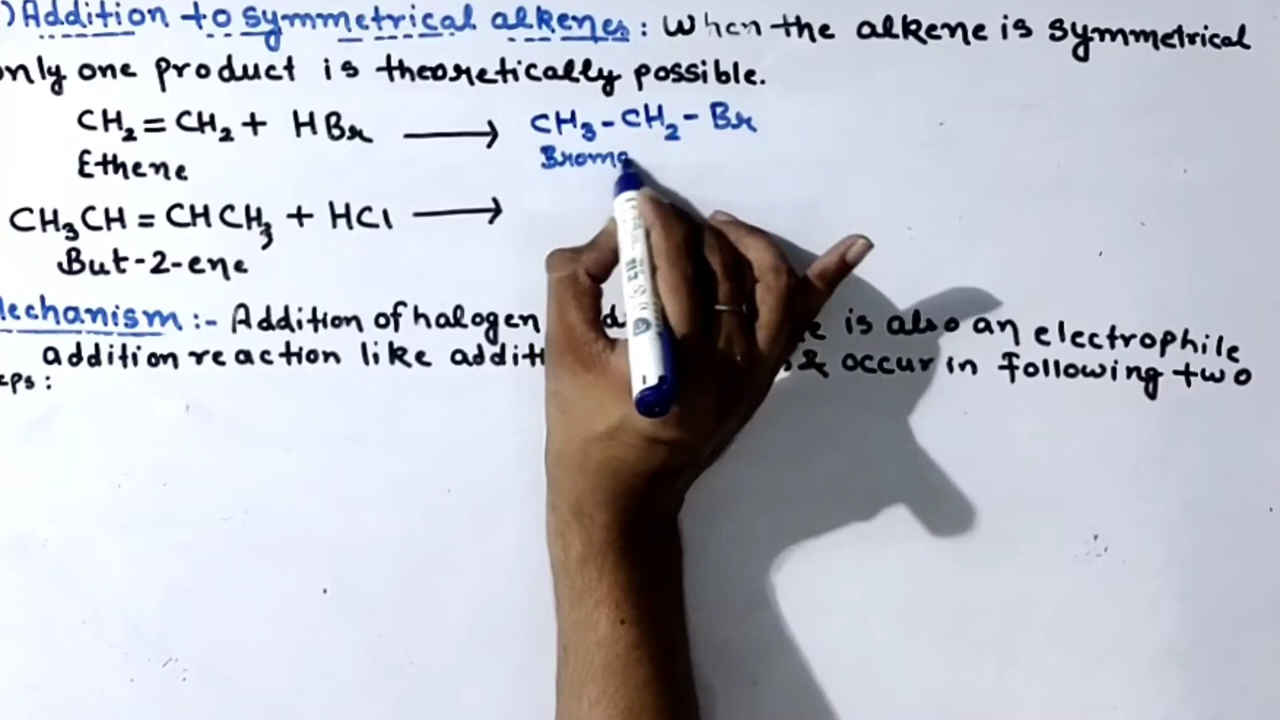 ) Addition to symmetrical alkenes : When the alkene is symmetrical
only one product is theoretically possible.
CH₂ = CH₂ + HBr ⟶ CH₃ - CH₂ - Br
Ethene Bromo
CH₃CH = CHCH₃ + HCl ⟶
But-2-ene
Mechanism :- Addition of halogen is also an electrophile
addition reaction like & occur in following two
eps :